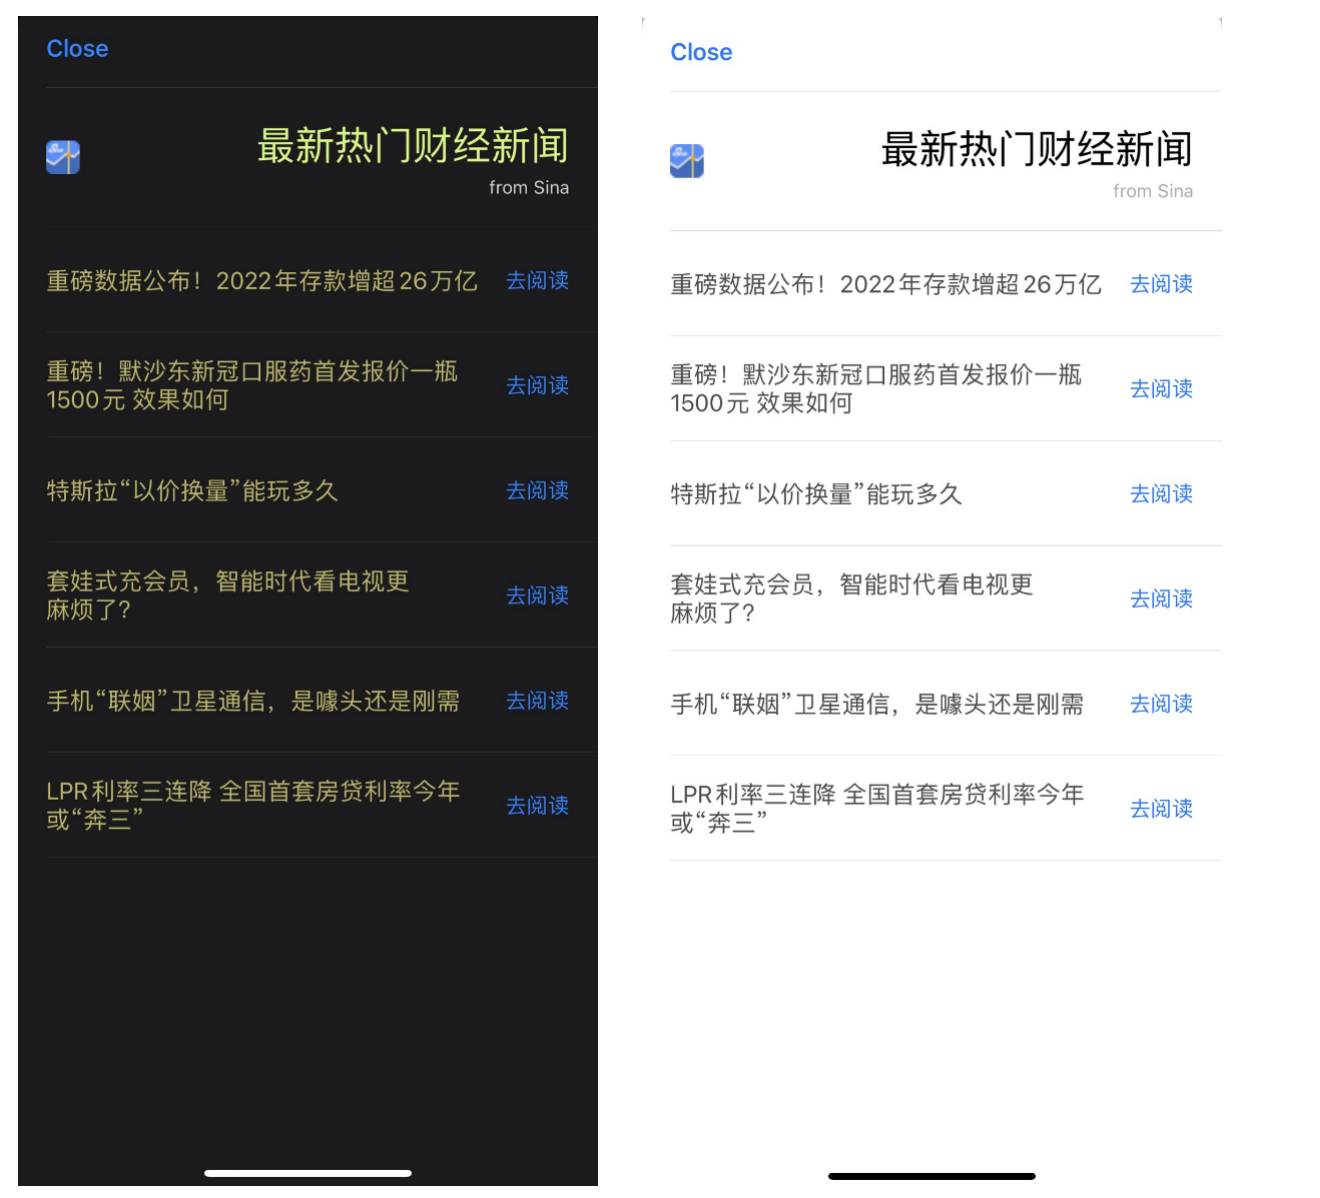 Close
最新热门财经新闻
from Sina
重磅数据公布！2022年存款增超26万亿
去阅读
重磅！默沙东新冠口服药首发报价一瓶
1500元 效果如何
去阅读
特斯拉“以价换量”能玩多久
去阅读
套娃式充会员，智能时代看电视更
麻烦了?
去阅读
手机“联姻”卫星通信，是噱头还是刚需
去阅读
LPR利率三连降 全国首套房贷利率今年
或“奔三”
去阅读
Close
最新热门财经新闻
from Sina
重磅数据公布！2022年存款增超26万亿
去阅读
重磅！默沙东新冠口服药首发报价一瓶
1500元 效果如何
去阅读
特斯拉“以价换量”能玩多久
去阅读
套娃式充会员，智能时代看电视更
麻烦了?
去阅读
手机“联姻”卫星通信，是噱头还是刚需
去阅读
LPR利率三连降 全国首套房贷利率今年
或“奔三”
去阅读